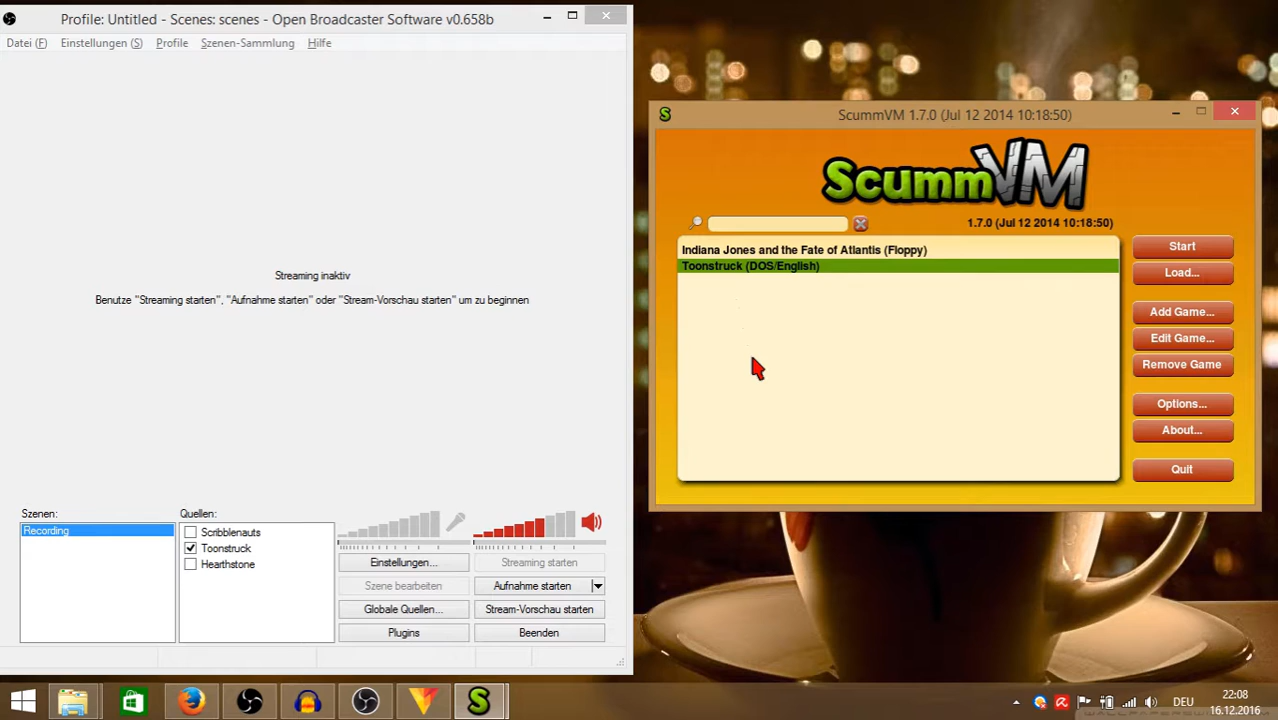 Profile: Untitled - Scenes: scenes - Open Broadcaster Software v0.658b
Datei (F) Einstellungen (S) Profile Szenen-Sammlung Hilfe
Streaming inaktiv
Benutze "Streaming starten", "Aufnahme starten" oder "Stream-Vorschau starten" um zu beginnen
Szenen:
Recording
Quellen:
Scribblenauts
Toonstruck
Hearthstone
Einstellungen...
Streaming starten
Szene bearbeiten
Aufnahme starten
Globale Quellen...
Stream-Vorschau starten
Plugins
Beenden
ScummVM 1.7.0 (Jul 12 2014 10:18:50)
ScummVM
1.7.0 (Jul 12 2014 10:18:50)
Indiana Jones and the Fate of Atlantis (Floppy)
Toonstruck (DOS/English)
Start
Load...
Add Game...
Edit Game...
Remove Game
Options...
About...
Quit
DEU
22:08
16.12.2016